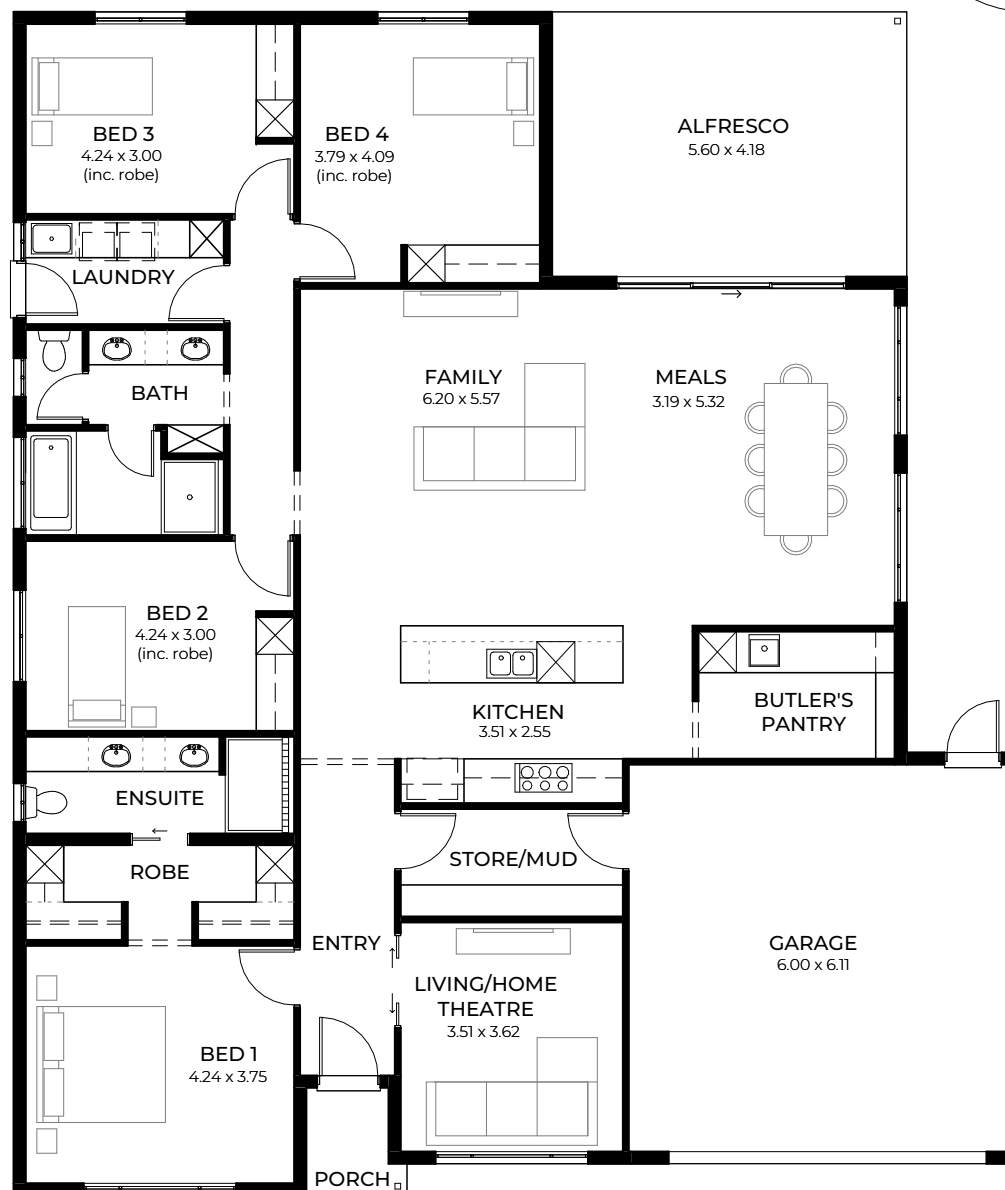 BED 3
4.24 x 3.00
(inc. robe)
BED 4
3.79 x 4.09
(inc. robe)
ALFRESCO
5.60 x 4.18
LAUNDRY
BATH
FAMILY
6.20 x 5.57
MEALS
3.19 x 5.32
BED 2
4.24 x 3.00
(inc. robe)
KITCHEN
3.51 x 2.55
BUTLER'S
PANTRY
ENSUITE
ROBE
STORE/MUD
ENTRY
LIVING/HOME
THEATRE
3.51 x 3.62
GARAGE
6.00 x 6.11
BED 1
4.24 x 3.75
PORCH